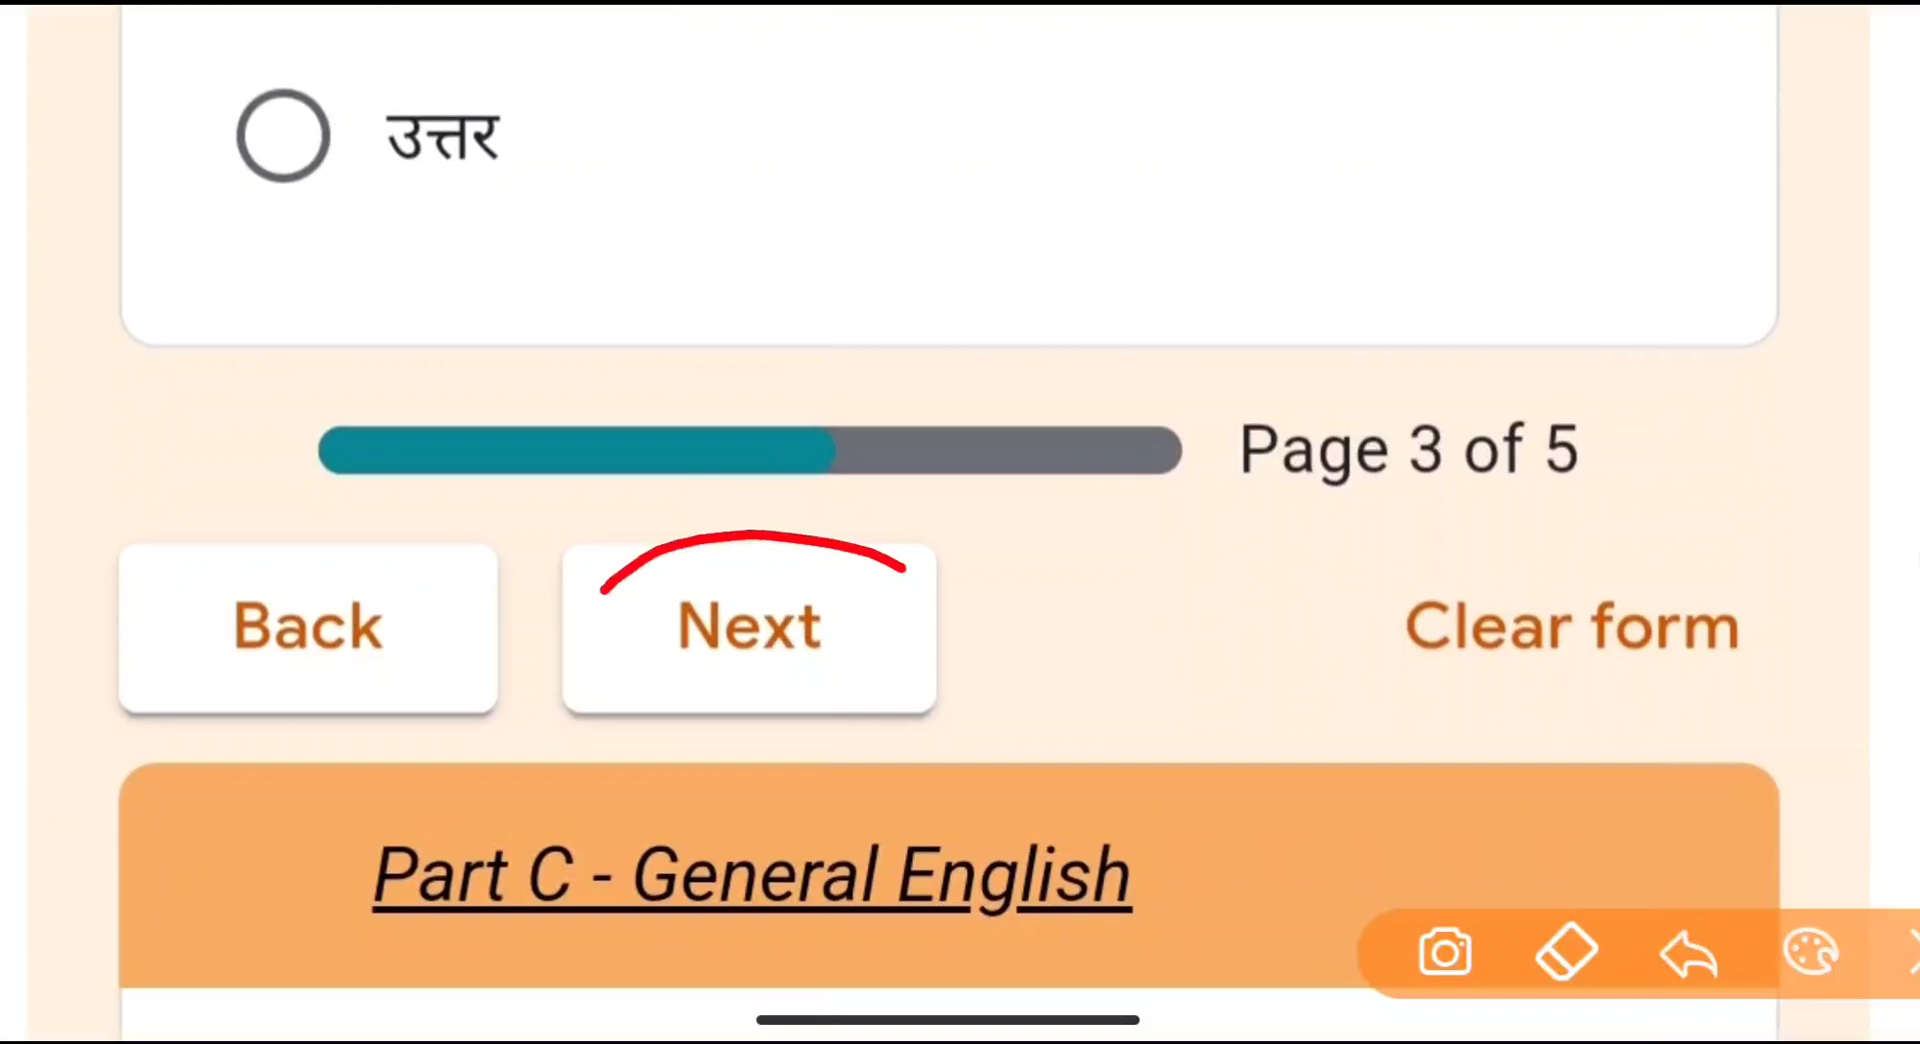 उत्तर
Page 3 of 5
Back
Next
Clear form
Part C - General English